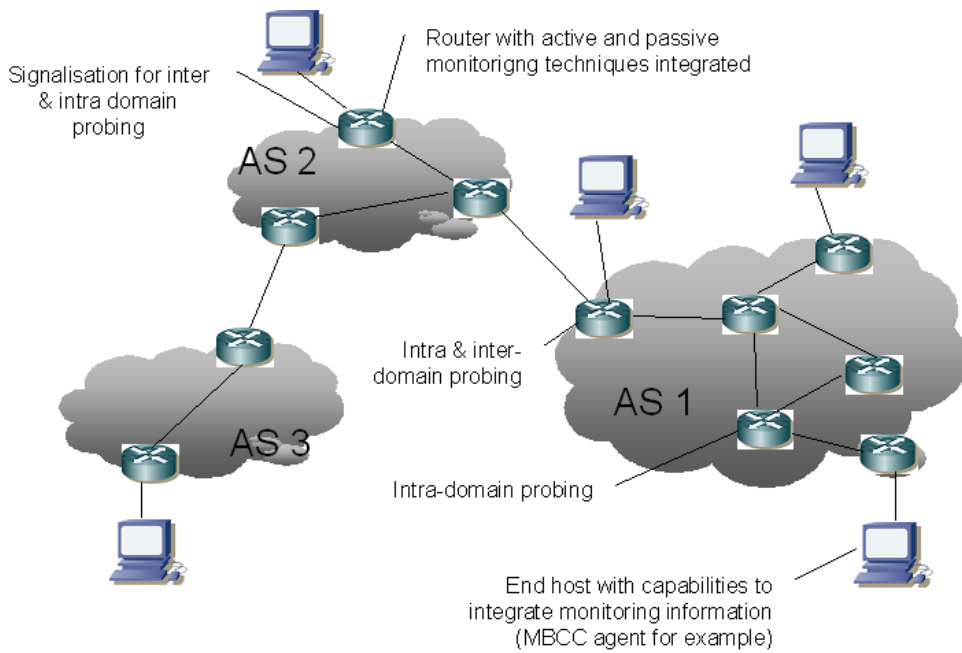 Router with active and passive
monitorigng techniques integrated
Signalisation for inter
& intra domain
probing
AS 2
Intra & inter-
domain probing
AS 1
AS 3
Intra-domain probing
End host with capabilities to
integrate monitoring information
(MBCC agent for example)